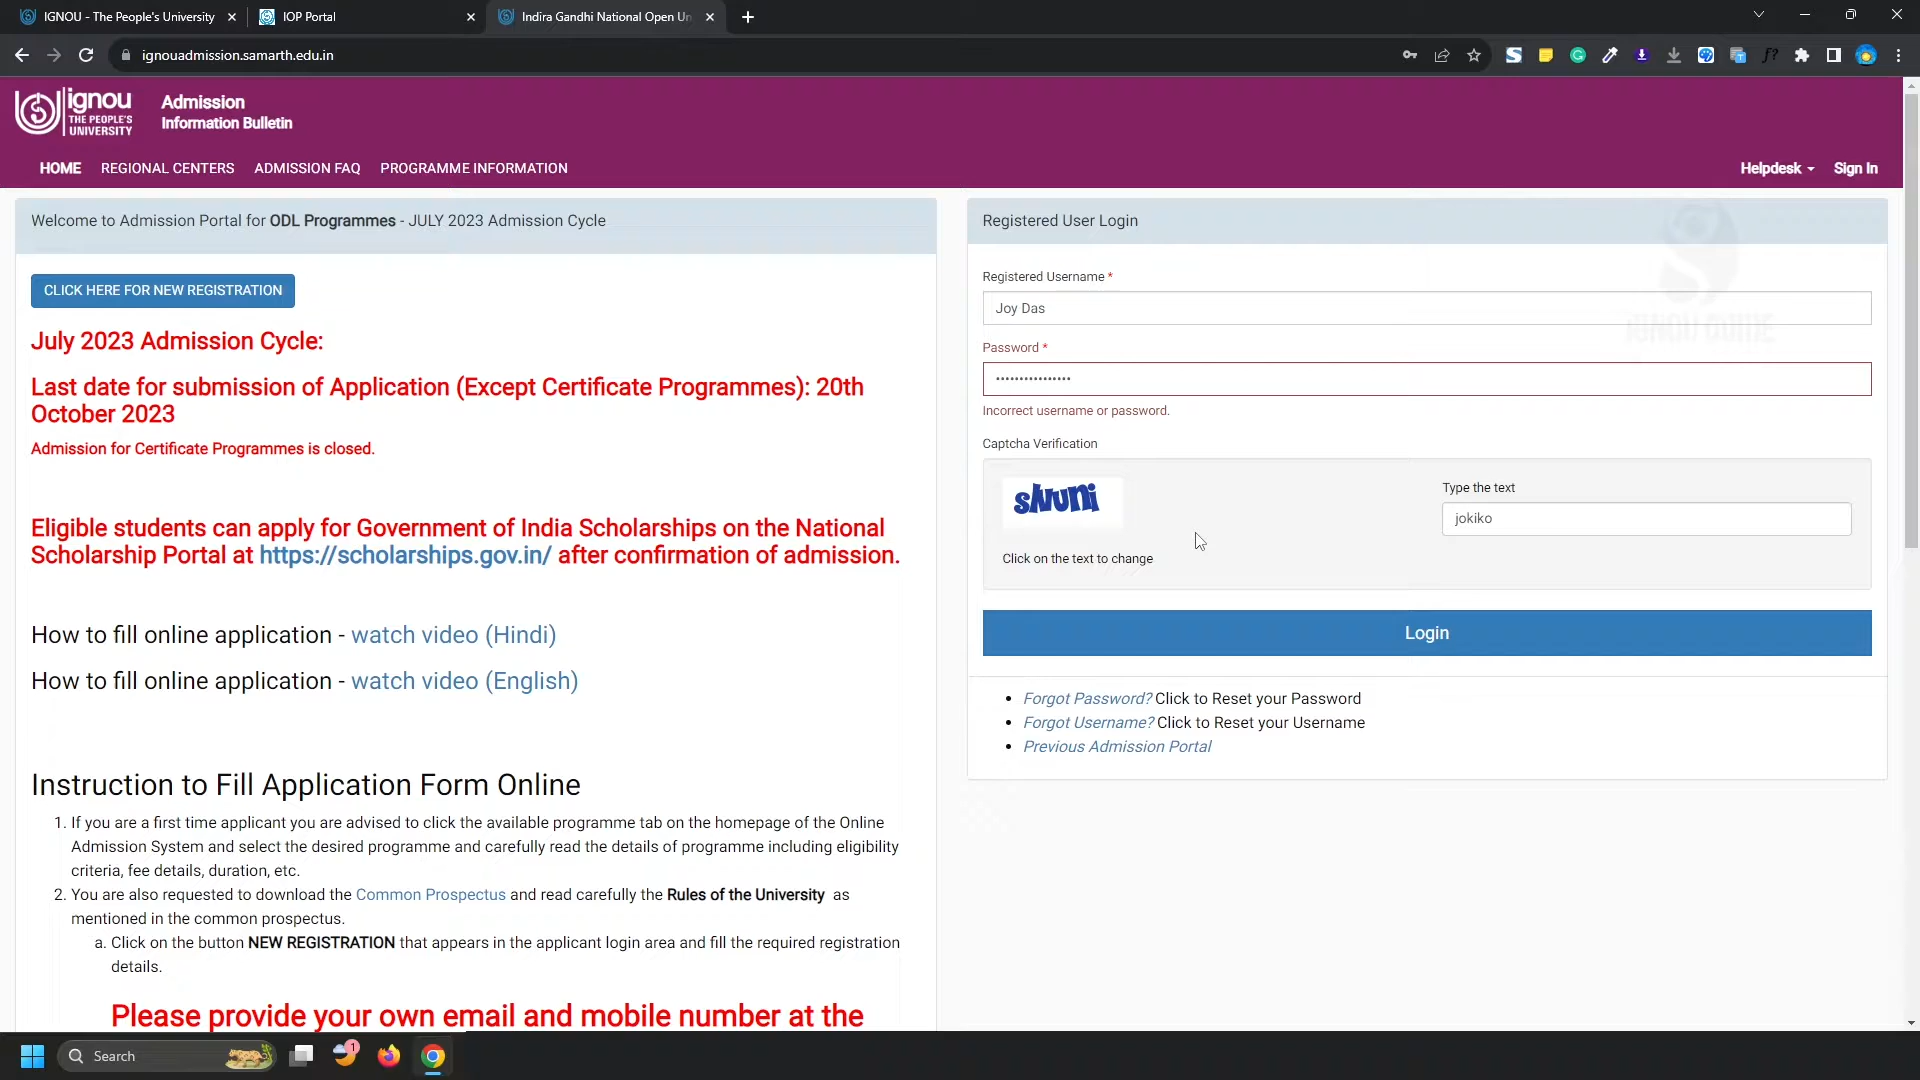 IGNOU - The People's University
IOP Portal
Indira Gandhi National Open Un
ignouadmission.samarth.edu.in
ignou
THE PEOPLE'S
UNIVERSITY
Admission
Information Bulletin
HOME
REGIONAL CENTERS
ADMISSION FAQ
PROGRAMME INFORMATION
Helpdesk
Sign In
Welcome to Admission Portal for ODL Programmes - JULY 2023 Admission Cycle
CLICK HERE FOR NEW REGISTRATION
July 2023 Admission Cycle:
Last date for submission of Application (Except Certificate Programmes): 20th
October 2023
Admission for Certificate Programmes is closed.
Eligible students can apply for Government of India Scholarships on the National
Scholarship Portal at https://scholarships.gov.in/ after confirmation of admission.
How to fill online application - watch video (Hindi)
How to fill online application - watch video (English)
Instruction to Fill Application Form Online
1. If you are a first time applicant you are advised to click the available programme tab on the homepage of the Online
Admission System and select the desired programme and carefully read the details of programme including eligibility
criteria, fee details, duration, etc.
2. You are also requested to download the Common Prospectus and read carefully the Rules of the University as
mentioned in the common prospectus.
a. Click on the button NEW REGISTRATION that appears in the applicant login area and fill the required registration
details.
Please provide your own email and mobile number at the
Registered User Login
IGNOU GUIDE
Registered Username *
Joy Das
Password *
Incorrect username or password.
Captcha Verification
Click on the text to change
Type the text
jokiko
Login
Forgot Password? Click to Reset your Password
Forgot Username? Click to Reset your Username
Previous Admission Portal
Search
1